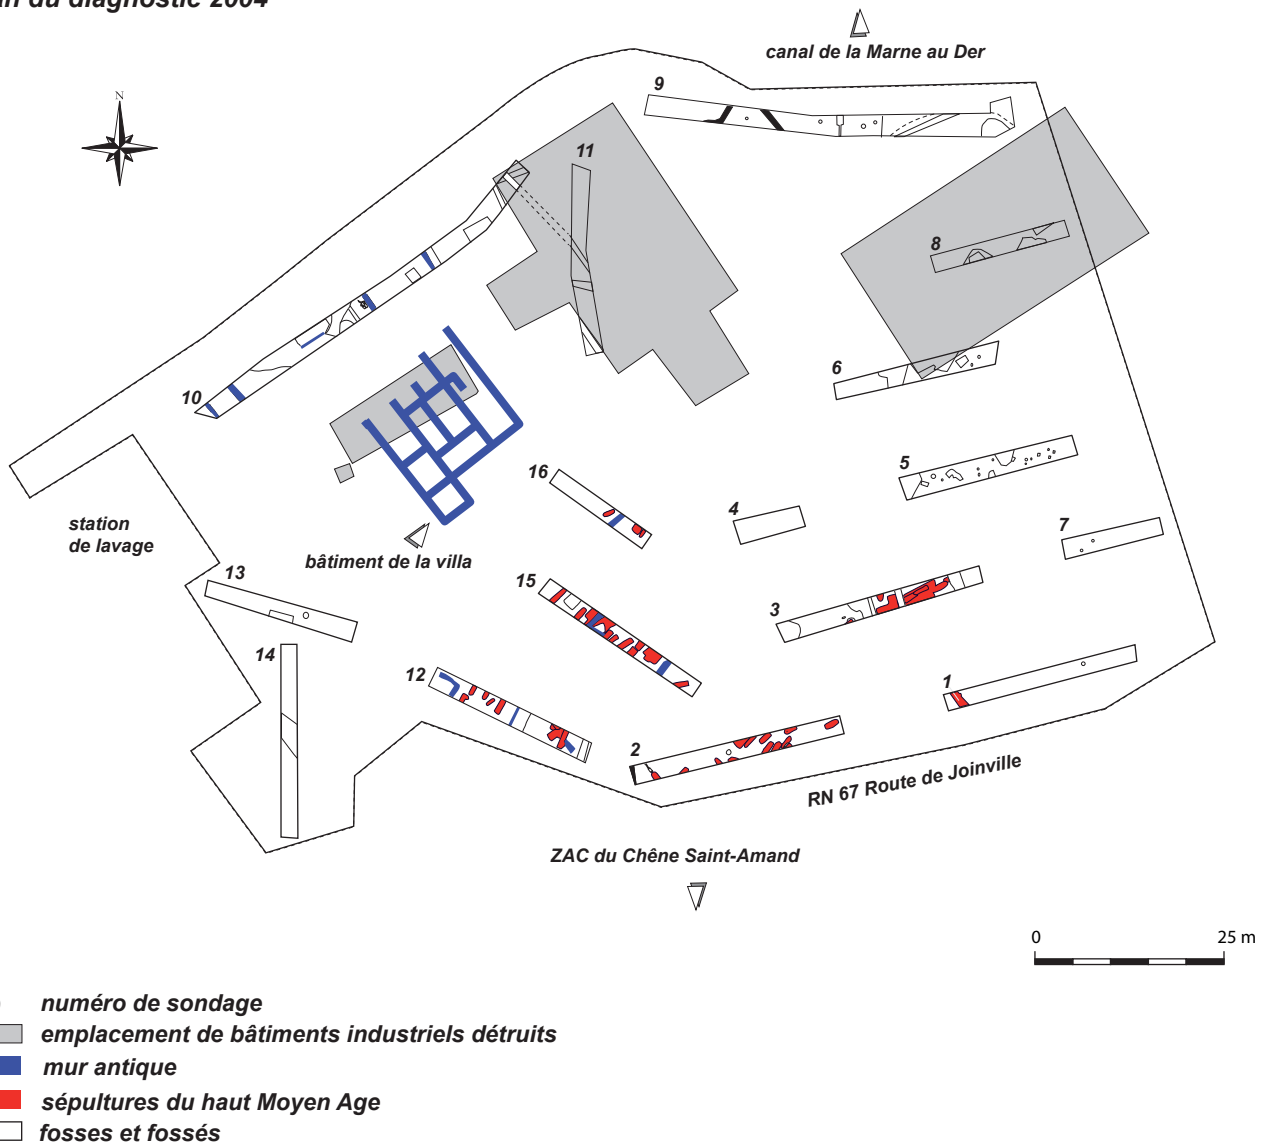 du diagnostic 2004
canal de la Marne au Der
N
9
11
8
10
6
5
16
4
7
station
de lavage
bâtiment de la villa
13
15
3
14
12
1
2
RN 67 Route de Joinville
ZAC du Chêne Saint-Amand
0 25 m
numéro de sondage
emplacement de bâtiments industriels détruits
mur antique
sépultures du haut Moyen Age
fosses et fossés